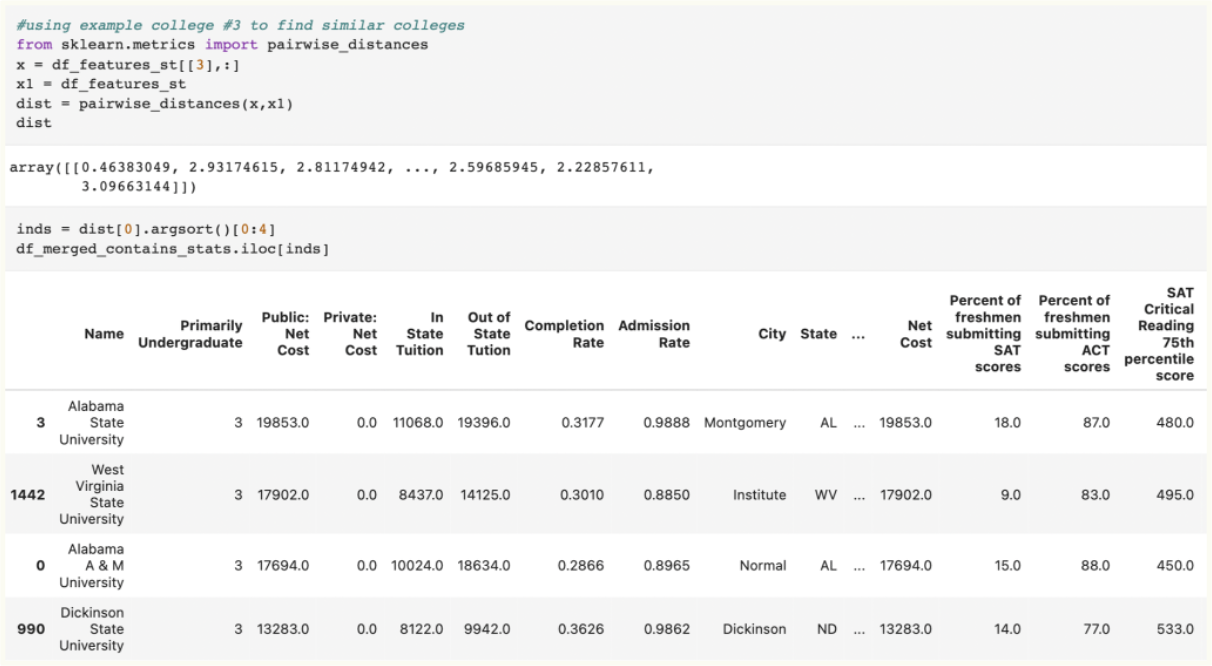 #using example college #3 to find similar colleges
from sklearn.metrics import pairwise_distances
x = df_features_st[[3],:]
x1 = df_features_st
dist = pairwise_distances(x,x1)
dist
array([[0.46383049, 2.93174615, 2.81174942, ..., 2.59685945, 2.22857611,
3.09663144]])
inds = dist[0].argsort()[0:4]
df_merged_contains_stats.iloc[inds]
Name Primarily Undergraduate Public: Net Cost Private: Net Cost In State Tuition Out of State Tution Completion Rate Admission Rate City State ... Net Cost Percent of freshmen submitting SAT scores Percent of freshmen submitting ACT scores SAT Critical Reading 75th percentile score
3 Alabama State University 3 19853.0 0.0 11068.0 19396.0 0.3177 0.9888 Montgomery AL ... 19853.0 18.0 87.0 480.0
1442 West Virginia State University 3 17902.0 0.0 8437.0 14125.0 0.3010 0.8850 Institute WV ... 17902.0 9.0 83.0 495.0
0 Alabama A & M University 3 17694.0 0.0 10024.0 18634.0 0.2866 0.8965 Normal AL ... 17694.0 15.0 88.0 450.0
990 Dickinson State University 3 13283.0 0.0 8122.0 9942.0 0.3626 0.9862 Dickinson ND ... 13283.0 14.0 77.0 533.0